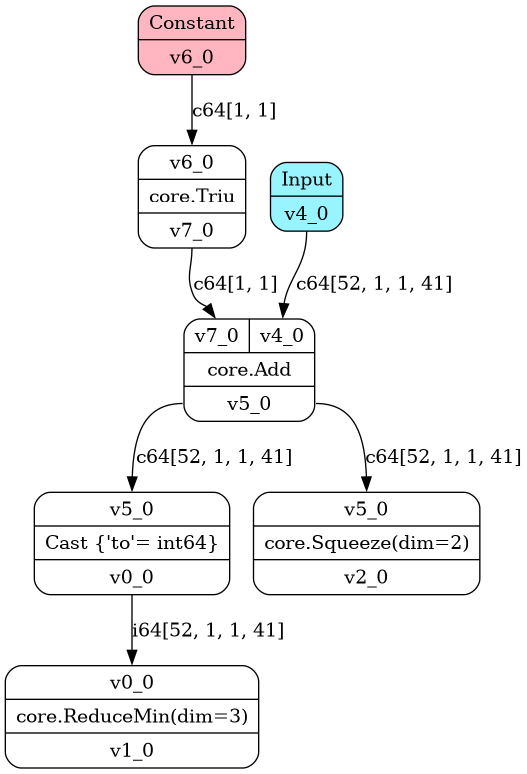 Constant
v6_0
c64[1, 1]
v6_0
core.Triu
v7_0
Input
v4_0
c64[1, 1]
c64[52, 1, 1, 41]
v7_0 v4_0
core.Add
v5_0
c64[52, 1, 1, 41]
c64[52, 1, 1, 41]
v5_0
Cast {'to'= int64}
v0_0
v5_0
core.Squeeze(dim=2)
v2_0
i64[52, 1, 1, 41]
v0_0
core.ReduceMin(dim=3)
v1_0